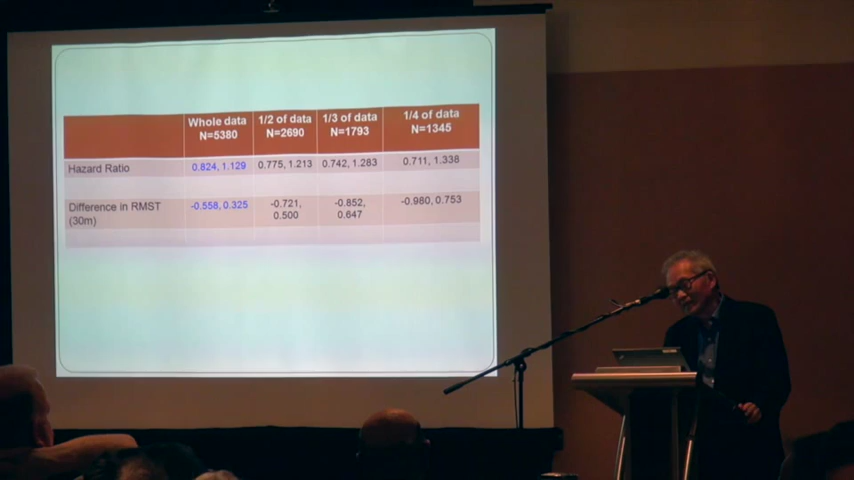 Whole data 1/2 of data 1/3 of data 1/4 of data
N=5380 N=2690 N=1793 N=1345
Hazard Ratio 0.824, 1.129 0.775, 1.213 0.742, 1.283 0.711, 1.338
Difference in RMST -0.558, 0.325 -0.721, -0.852, -0.980, 0.753
(30m) 0.500 0.647